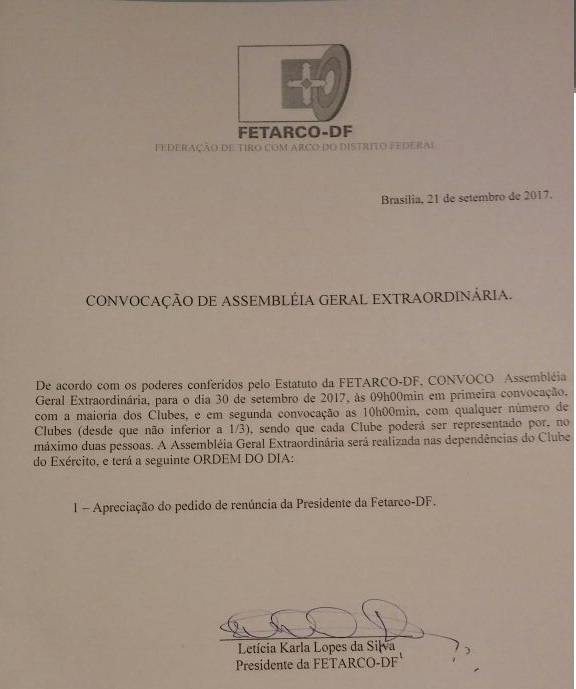 FETARCO-DF
FEDERAÇÃO DE TIRO COM ARCO DO DISTRITO FEDERAL
Brasília, 21 de setembro de 2017.
CONVOCAÇÃO DE ASSEMBLÉIA GERAL EXTRAORDINÁRIA.
De acordo com os poderes conferidos pelo Estatuto da FETARCO-DF, CONVOCO Assembléia
Geral Extraordinária, para o dia 30 de setembro de 2017, às 09h00min em primeira convocação,
com a maioria dos Clubes, e em segunda convocação as 10h00min, com qualquer número de
Clubes (desde que não inferior a 1/3), sendo que cada Clube poderá ser representado por, no
máximo duas pessoas. A Assembléia Geral Extraordinária será realizada nas dependências do Clube
do Exército, e terá a seguinte ORDEM DO DIA:
1 – Apreciação do pedido de renúncia da Presidente da Fetarco-DF.
Letícia Karla Lopes da Silva
Presidente da FETARCO-DF